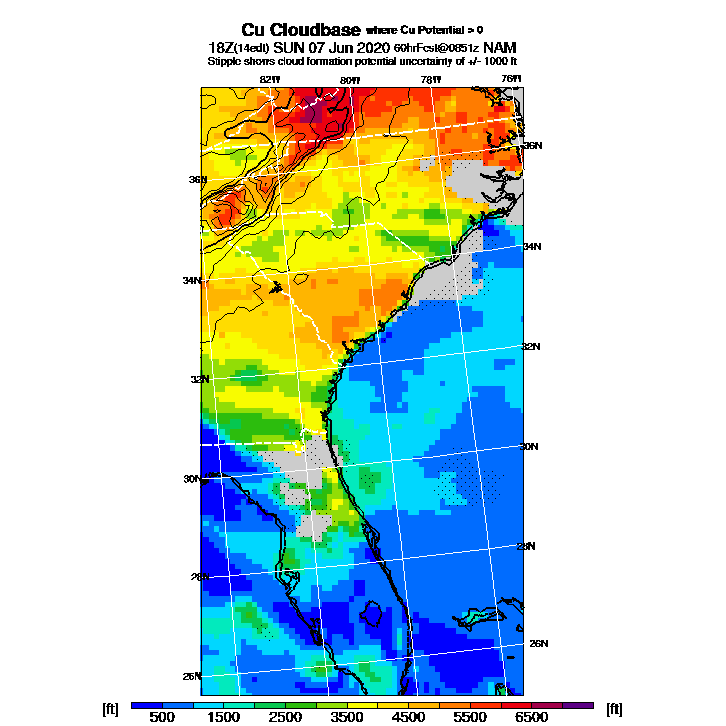 Cu Cloudbase where Cu Potential > 0
18Z(14edt) SUN 07 Jun 2020 60hrFcst@0851z NAM
Stipple shows cloud formation potential uncertainty of +/- 1000 ft
82W 80W 78W 76W
36N
36N
34N
34N
32N
32N
30N
30N
28N
28N
26N
26N
[ft] 500 1500 2500 3500 4500 5500 6500 [ft]